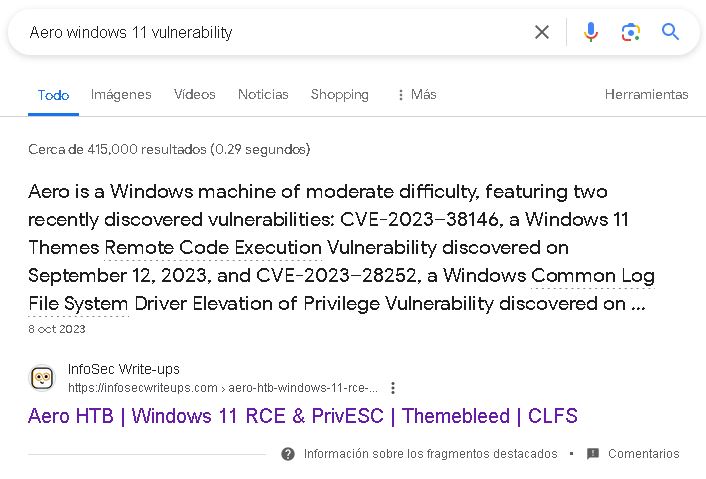 Aero windows 11 vulnerability
Todo Imágenes Vídeos Noticias Shopping Más Herramientas
Cerca de 415,000 resultados (0.29 segundos)
Aero is a Windows machine of moderate difficulty, featuring two
recently discovered vulnerabilities: CVE-2023–38146, a Windows 11
Themes Remote Code Execution Vulnerability discovered on
September 12, 2023, and CVE-2023–28252, a Windows Common Log
File System Driver Elevation of Privilege Vulnerability discovered on ...
8 oct 2023
InfoSec Write-ups
https://infosecwriteups.com › aero-htb-windows-11-rce-...
Aero HTB | Windows 11 RCE & PrivESC | Themebleed | CLFS
Información sobre los fragmentos destacados • Comentarios